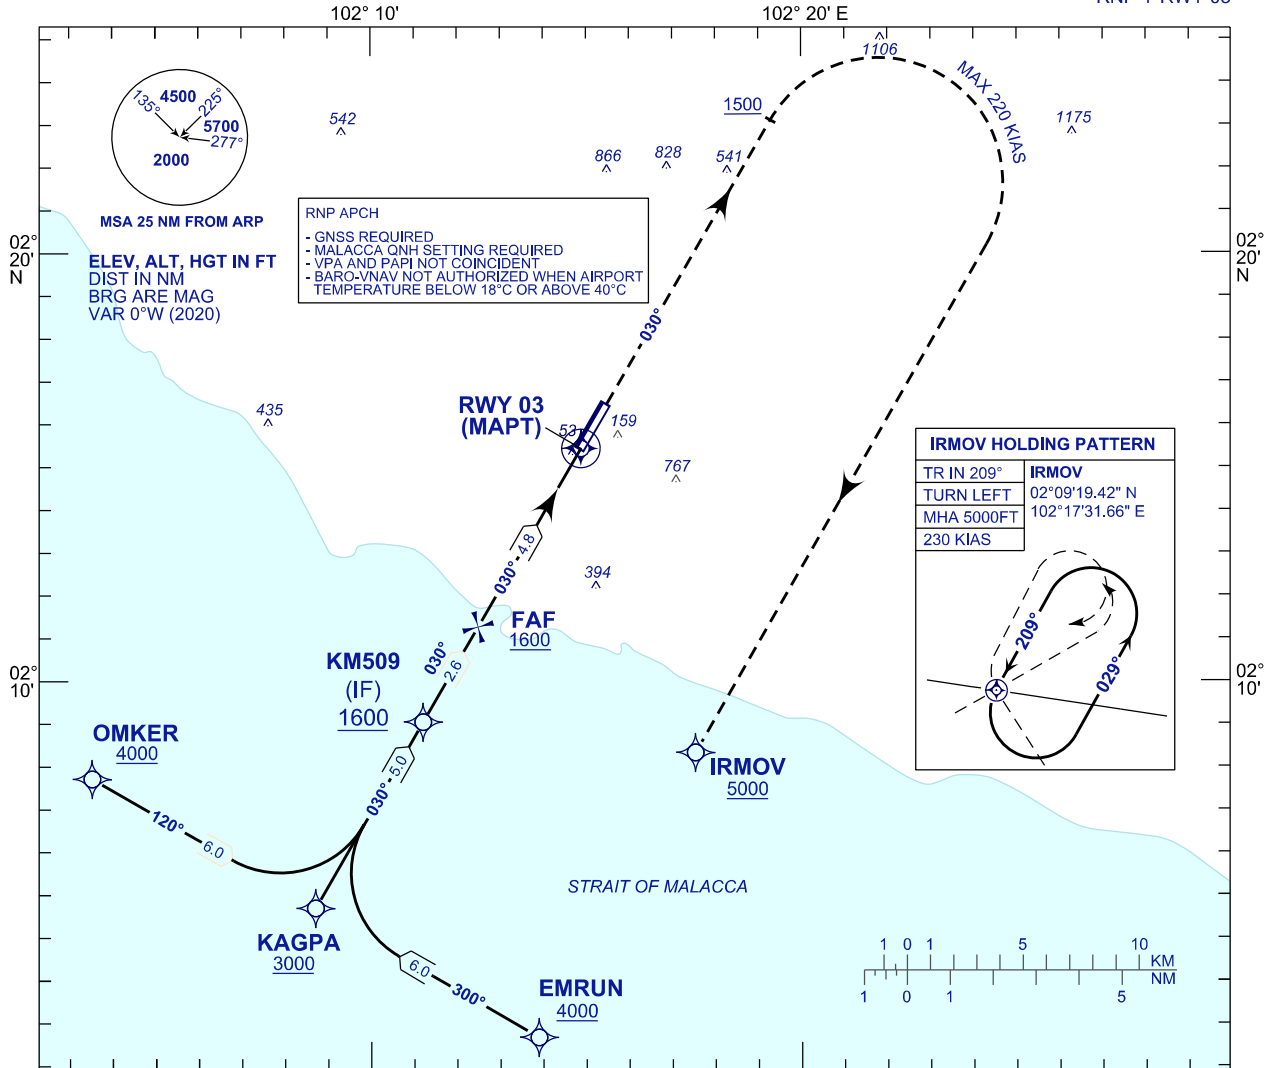 102° 10'
102° 20' E
1106
MAX 220 KIAS
4500
135°
225°
5700
277°
2000
MSA 25 NM FROM ARP
542
866
828
541
1500
1175
RNP APCH
- GNSS REQUIRED
- MALACCA QNH SETTING REQUIRED
- VPA AND PAPI NOT COINCIDENT
- BARO-VNAV NOT AUTHORIZED WHEN AIRPORT
TEMPERATURE BELOW 18°C OR ABOVE 40°C
02°
20'
N
02°
20'
N
ELEV, ALT, HGT IN FT
DIST IN NM
BRG ARE MAG
VAR 0°W (2020)
030°
435
RWY 03
(MAPT)
53
159
767
IRMOV HOLDING PATTERN
TR IN 209°
TURN LEFT
MHA 5000FT
230 KIAS
IRMOV
02°09'19.42" N
102°17'31.66" E
209°
029°
4.8
030°
394
FAF
1600
030°
2.6
KM509
(IF)
1600
02°
10'
02°
10'
OMKER
4000
5.0
030°
IRMOV
5000
120°
6.0
STRAIT OF MALACCA
KAGPA
3000
6.0
300°
EMRUN
4000
1 0 1 5 10
KM
NM
1 0 1 5